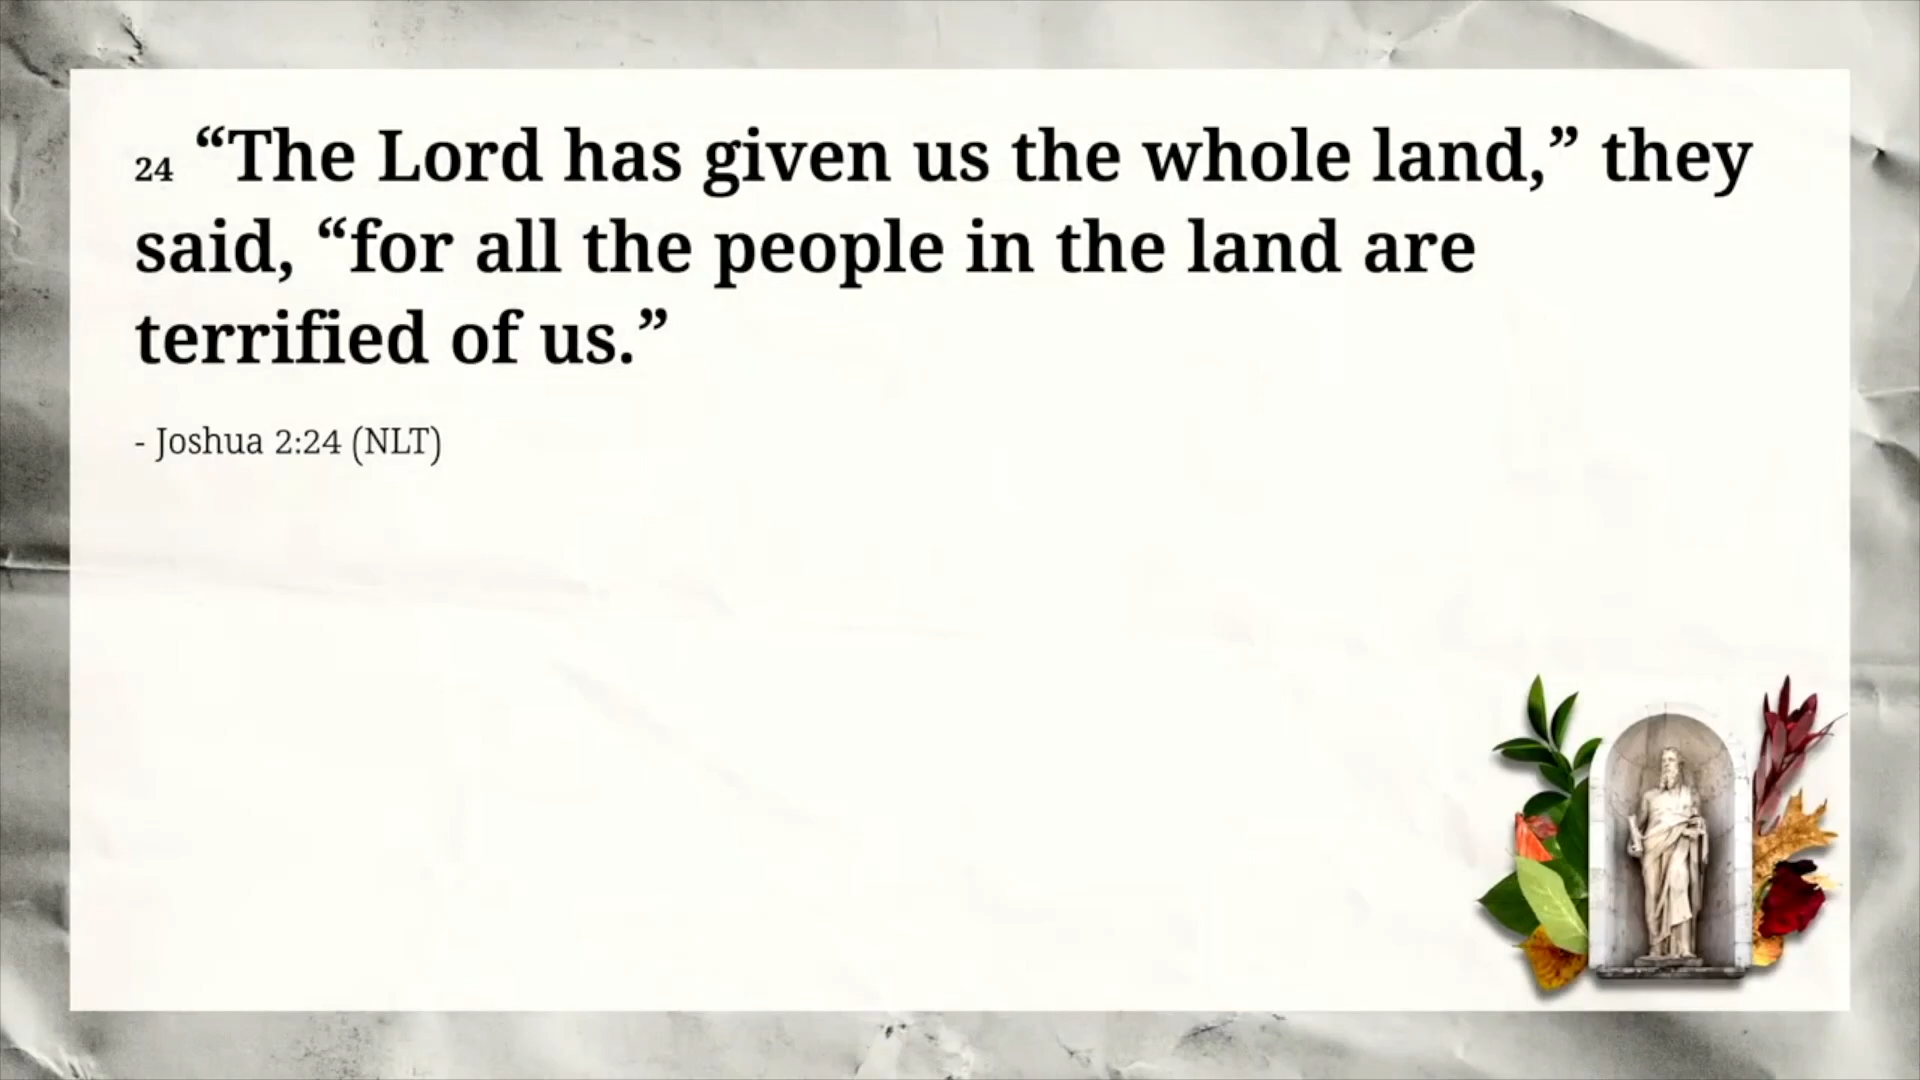 24 “The Lord has given us the whole land,” they
said, “for all the people in the land are
terrified of us.”
- Joshua 2:24 (NLT)